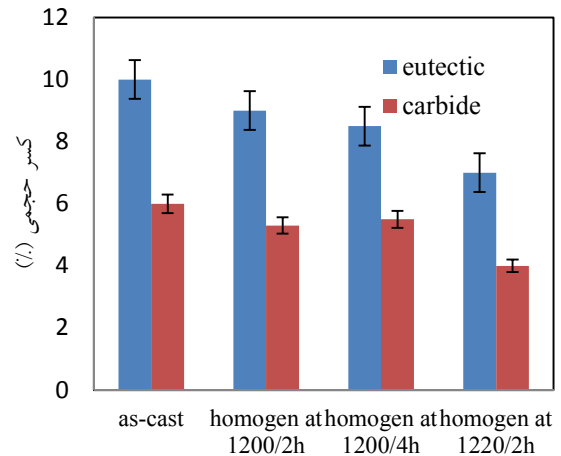 12
10
8
6
4
2
0
کسر حجمی (٪)
eutectic
carbide
as-cast
homogen at 1200/2h
homogen at 1200/4h
homogen at 1220/2h